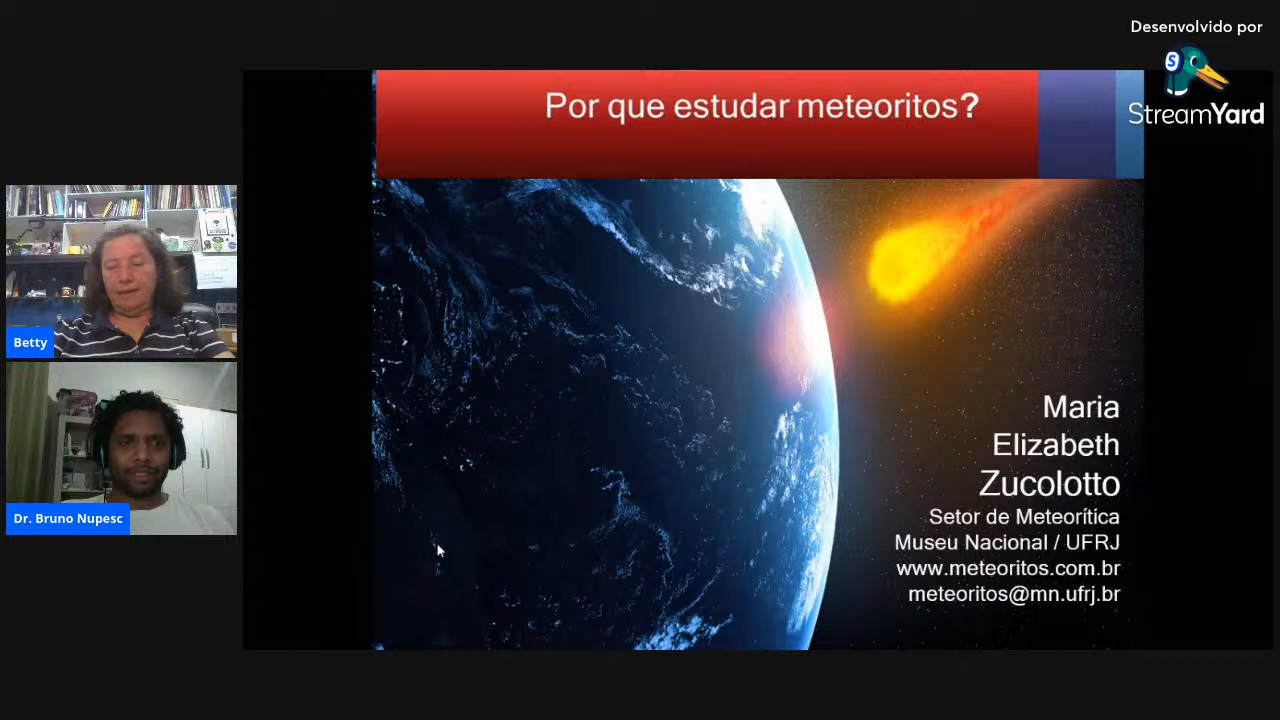 Desenvolvido por
StreamYard
Por que estudar meteoritos?
Betty
Dr. Bruno Nupesc
Maria
Elizabeth
Zucolotto
Setor de Meteorítica
Museu Nacional / UFRJ
www.meteoritos.com.br
meteoritos@mn.ufrj.br